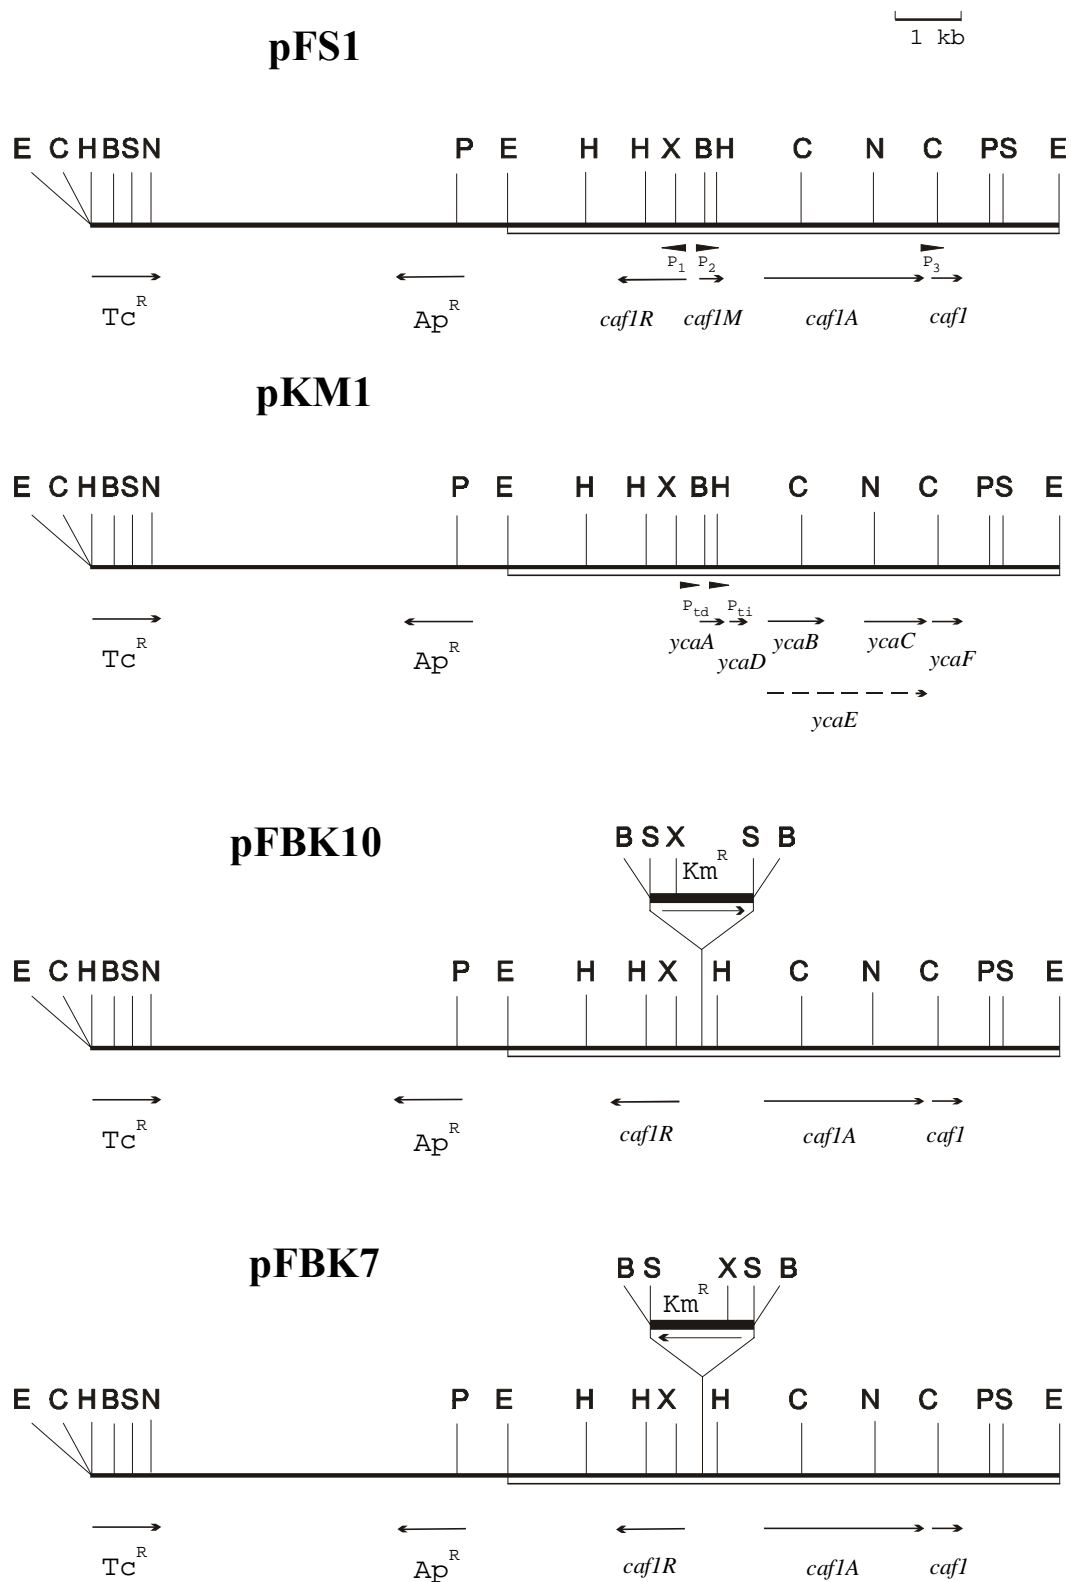 pFS1
1 kb
E C H B S N P E H H X B H C N C P S E
P1 P2 P3
TcR ApR caf1R caf1M caf1A caf1
pKM1
E C H B S N P E H H X B H C N C P S E
Ptd Pti
TcR ApR ycaA ycaD ycaB ycaC ycaF
ycaE
pFBK10
B S X S B
KmR
E C H B S N P E H H X H C N C P S E
TcR ApR caf1R caf1A caf1
pFBK7
B S X S B
KmR
E C H B S N P E H H X H C N C P S E
TcR ApR caf1R caf1A caf1